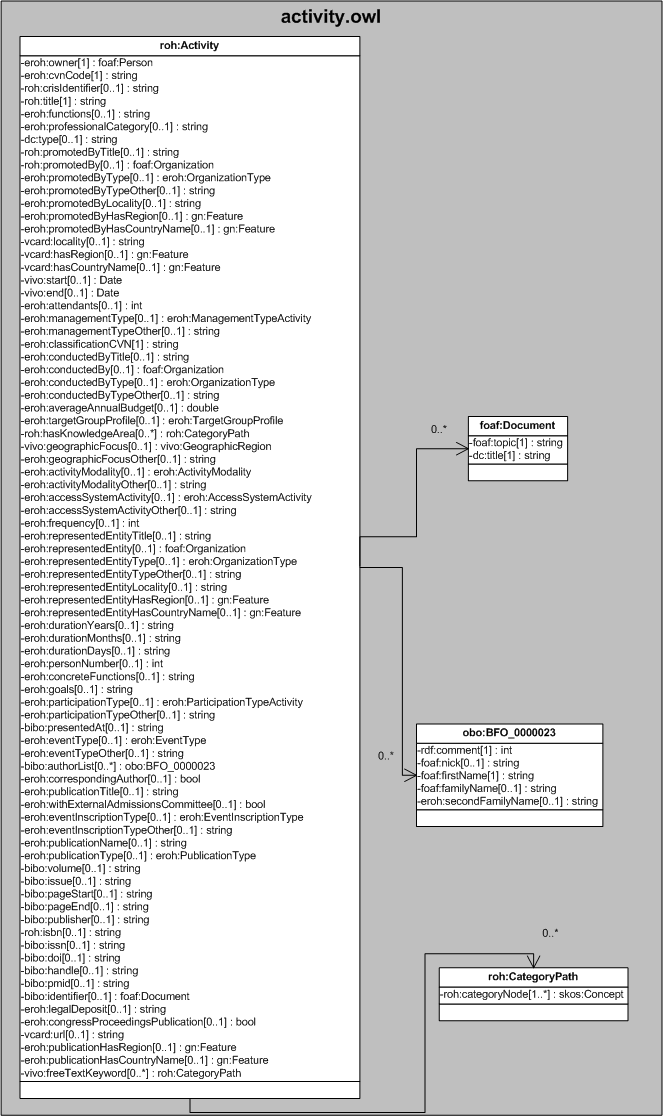 activity.owl
roh:Activity
-eroh:owner[1] : foaf:Person
-eroh:cvnCode[1] : string
-roh:crisIdentifier[0..1] : string
-roh:title[1] : string
-eroh:functions[0..1] : string
-eroh:professionalCategory[0..1] : string
-dc:type[0..1] : string
-roh:promotedByTitle[0..1] : string
-roh:promotedBy[0..1] : foaf:Organization
-eroh:promotedByType[0..1] : eroh:OrganizationType
-eroh:promotedByTypeOther[0..1] : string
-eroh:promotedByLocality[0..1] : string
-eroh:promotedByHasRegion[0..1] : gn:Feature
-eroh:promotedByHasCountryName[0..1] : gn:Feature
-vcard:locality[0..1] : string
-vcard:hasRegion[0..1] : gn:Feature
-vcard:hasCountryName[0..1] : gn:Feature
-vivo:start[0..1] : Date
-vivo:end[0..1] : Date
-eroh:attendants[0..1] : int
-eroh:managementType[0..1] : eroh:ManagementTypeActivity
-eroh:managementTypeOther[0..1] : string
-eroh:classificationCVN[1] : string
-eroh:conductedByTitle[0..1] : string
-eroh:conductedBy[0..1] : foaf:Organization
-eroh:conductedByType[0..1] : eroh:OrganizationType
-eroh:conductedByTypeOther[0..1] : string
-eroh:averageAnnualBudget[0..1] : double
-eroh:targetGroupProfile[0..1] : eroh:TargetGroupProfile
-roh:hasKnowledgeArea[0..*] : roh:CategoryPath
-vivo:geographicFocus[0..1] : vivo:GeographicRegion
-eroh:geographicFocusOther[0..1] : string
-eroh:activityModality[0..1] : eroh:ActivityModality
-eroh:activityModalityOther[0..1] : string
-eroh:accessSystemActivity[0..1] : eroh:AccessSystemActivity
-eroh:accessSystemActivityOther[0..1] : string
-eroh:frequency[0..1] : int
-eroh:representedEntityTitle[0..1] : string
-eroh:representedEntity[0..1] : foaf:Organization
-eroh:representedEntityType[0..1] : eroh:OrganizationType
-eroh:representedEntityTypeOther[0..1] : string
-eroh:representedEntityLocality[0..1] : string
-eroh:representedEntityHasRegion[0..1] : gn:Feature
-eroh:representedEntityHasCountryName[0..1] : gn:Feature
-eroh:durationYears[0..1] : string
-eroh:durationMonths[0..1] : string
-eroh:durationDays[0..1] : string
-eroh:personNumber[0..1] : int
-eroh:concreteFunctions[0..1] : string
-eroh:goals[0..1] : string
-eroh:participationType[0..1] : eroh:ParticipationTypeActivity
-eroh:participationTypeOther[0..1] : string
-bibo:presentedAt[0..1] : string
-eroh:eventType[0..1] : eroh:EventType
-eroh:eventTypeOther[0..1] : string
-bibo:authorList[0..*] : obo:BFO_0000023
-eroh:correspondingAuthor[0..1] : bool
-eroh:publicationTitle[0..1] : string
-eroh:withExternalAdmissionsCommittee[0..1] : bool
-eroh:eventInscriptionType[0..1] : eroh:EventInscriptionType
-eroh:eventInscriptionTypeOther[0..1] : string
-eroh:publicationName[0..1] : string
-eroh:publicationType[0..1] : eroh:PublicationType
-bibo:volume[0..1] : string
-bibo:issue[0..1] : string
-bibo:pageStart[0..1] : string
-bibo:pageEnd[0..1] : string
-bibo:publisher[0..1] : string
-roh:isbn[0..1] : string
-bibo:issn[0..1] : string
-bibo:doi[0..1] : string
-bibo:handle[0..1] : string
-bibo:pmid[0..1] : string
-bibo:identifier[0..1] : foaf:Document
-eroh:legalDeposit[0..1] : string
-eroh:congressProceedingsPublication[0..1] : bool
-vcard:url[0..1] : string
-eroh:publicationHasRegion[0..1] : gn:Feature
-eroh:publicationHasCountryName[0..1] : gn:Feature
-vivo:freeTextKeyword[0..*] : roh:CategoryPath
0..*
foaf:Document
-foaf:topic[1] : string
-dc:title[1] : string
0..*
obo:BFO_0000023
-rdf:comment[1] : int
-foaf:nick[0..1] : string
-foaf:firstName[1] : string
-foaf:familyName[0..1] : string
-eroh:secondFamilyName[0..1] : string
0..*
roh:CategoryPath
-roh:categoryNode[1..*] : skos:Concept